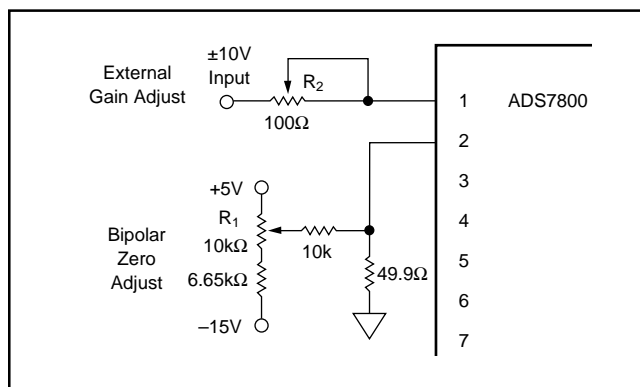 ±10V
Input
External
Gain Adjust
R2
100Ω
1
ADS7800
2
3
+5V
R1
10kΩ
10k
4
Bipolar
Zero
Adjust
6.65kΩ
49.9Ω
5
6
–15V
7